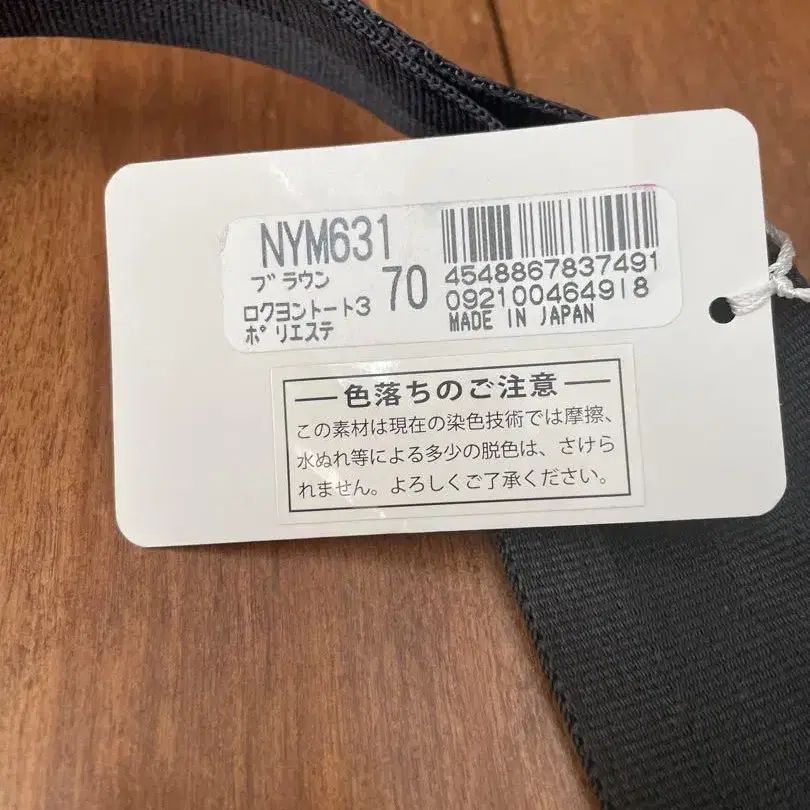 NYM631
ブラウン 70
ロクヨントート3
ポリエステ
4548867837491
092100464918
MADE IN JAPAN
色落ちのご注意
この素材は現在の染色技術では摩擦、
水ぬれ等による多少の脱色は、さけら
れません。よろしくご了承ください。